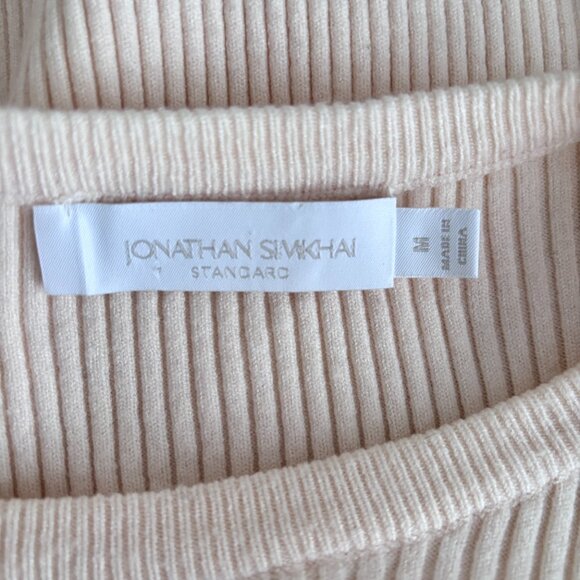 JONATHAN SIMKHAI
STANDARD
M
MADE IN
CHINA